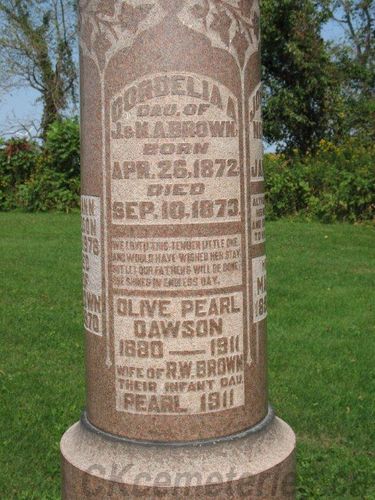 CORDELIA A.
DAU. OF
J. & N.A. BROWN.
BORN
APR. 26, 1872.
DIED
SEP. 10, 1873.
WE LOVED THIS TENDER LITTLE ONE,
AND WOULD HAVE WISHED HER STAY.
BUT LET OUR FATHERS WILL BE DONE,
SHE SHINES IN ENDLESS DAY.
OLIVE PEARL
DAWSON
1880 — 1911
WIFE OF R.W. BROWN
THEIR INFANT DAU.
PEARL 1911
CKcemeteries